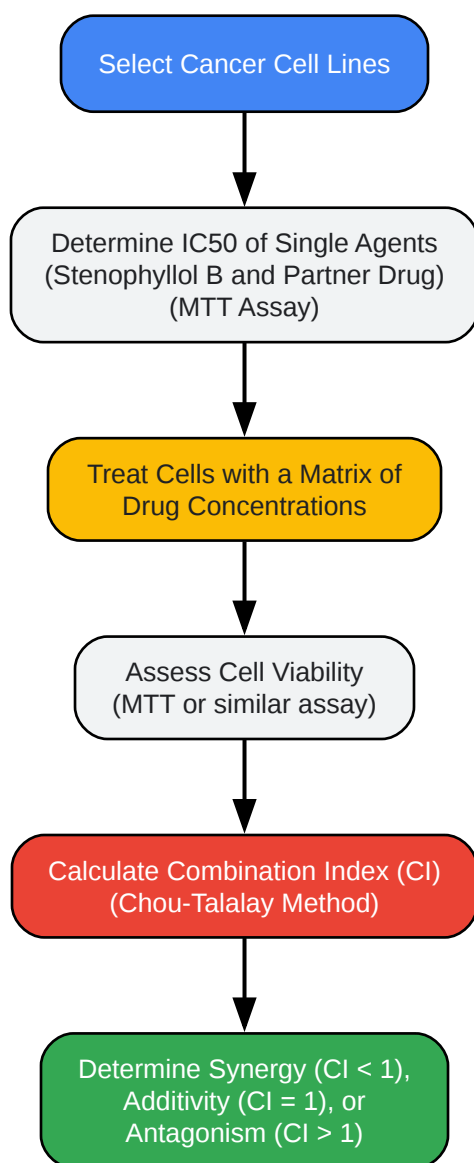 Select Cancer Cell Lines
Determine IC50 of Single Agents
(Stenophyllol B and Partner Drug)
(MTT Assay)
Treat Cells with a Matrix of
Drug Concentrations
Assess Cell Viability
(MTT or similar assay)
Calculate Combination Index (CI)
(Chou-Talalay Method)
Determine Synergy (CI < 1),
Additivity (CI = 1), or
Antagonism (CI > 1)